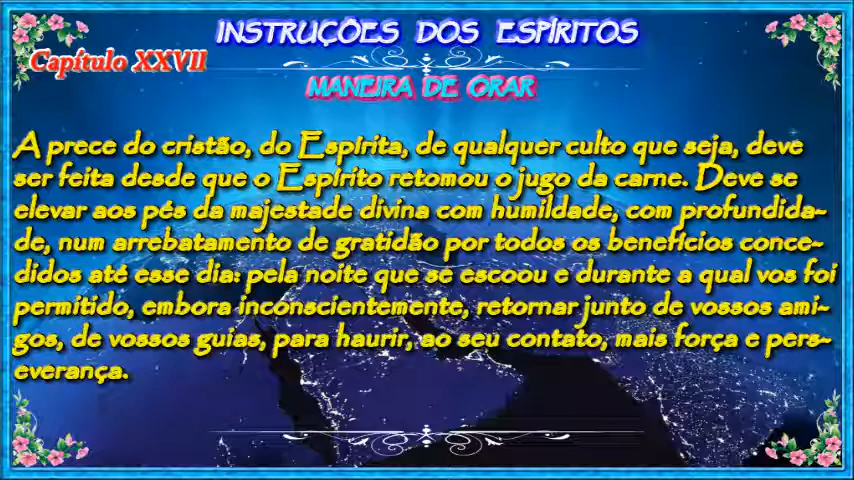 INSTRUÇÕES DOS ESPÍRITOS
Capítulo XXVII
MANEIRA DE ORAR
A prece do cristão, do Espírita, de qualquer culto que seja, deve
ser feita desde que o Espírito retomou o jugo da carne. Deve se
elevar aos pés da majestade divina com humildade, com profundida-
de, num arrebatamento de gratidão por todos os benefícios conce-
didos até esse dia: pela noite que se escoou e durante a qual vos foi
permitido, embora inconscientemente, retornar junto de vossos ami-
gos, de vossos guias, para haurir, ao seu contato, mais força e pers-
everança.